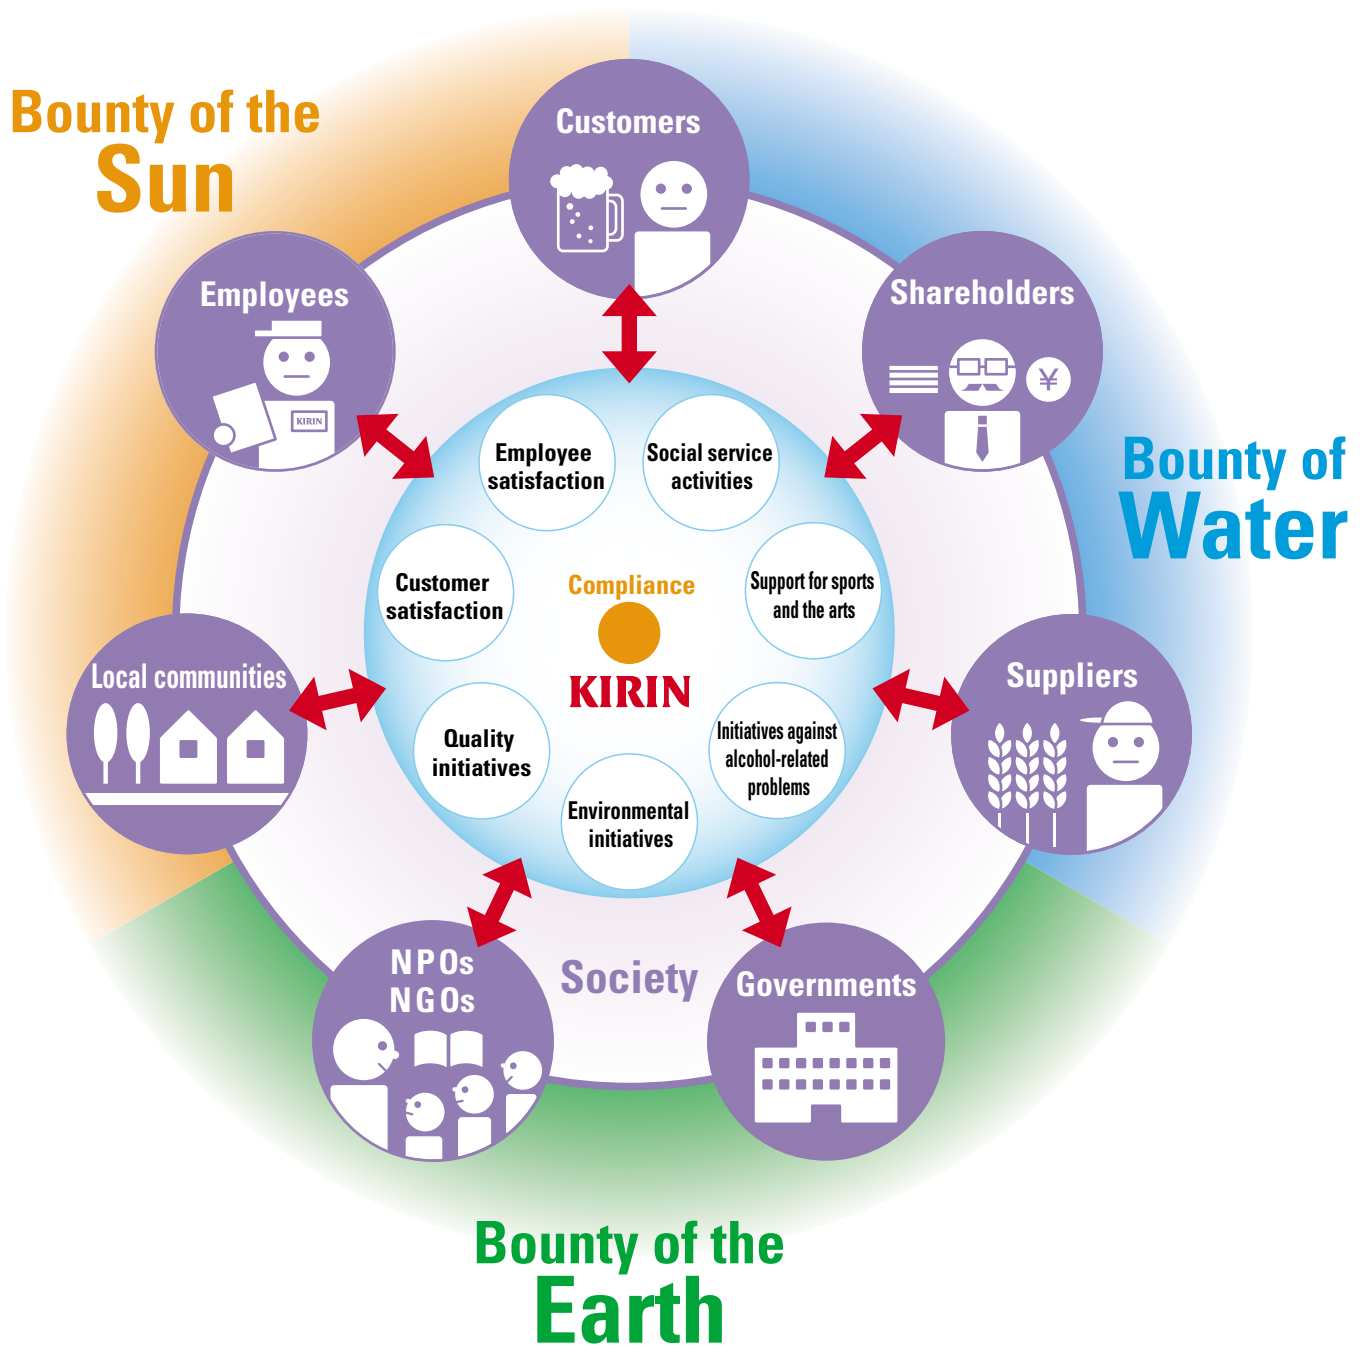 Bounty of the
Sun
Customers
Employees
KIRIN
Shareholders
¥
Bounty of
Water
Employee
satisfaction
Social service
activities
Customer
satisfaction
Compliance
KIRIN
Support for sports
and the arts
Local communities
Suppliers
Quality
initiatives
Initiatives against
alcohol-related
problems
Environmental
initiatives
NPOs
NGOs
Society
Governments
Bounty of the
Earth